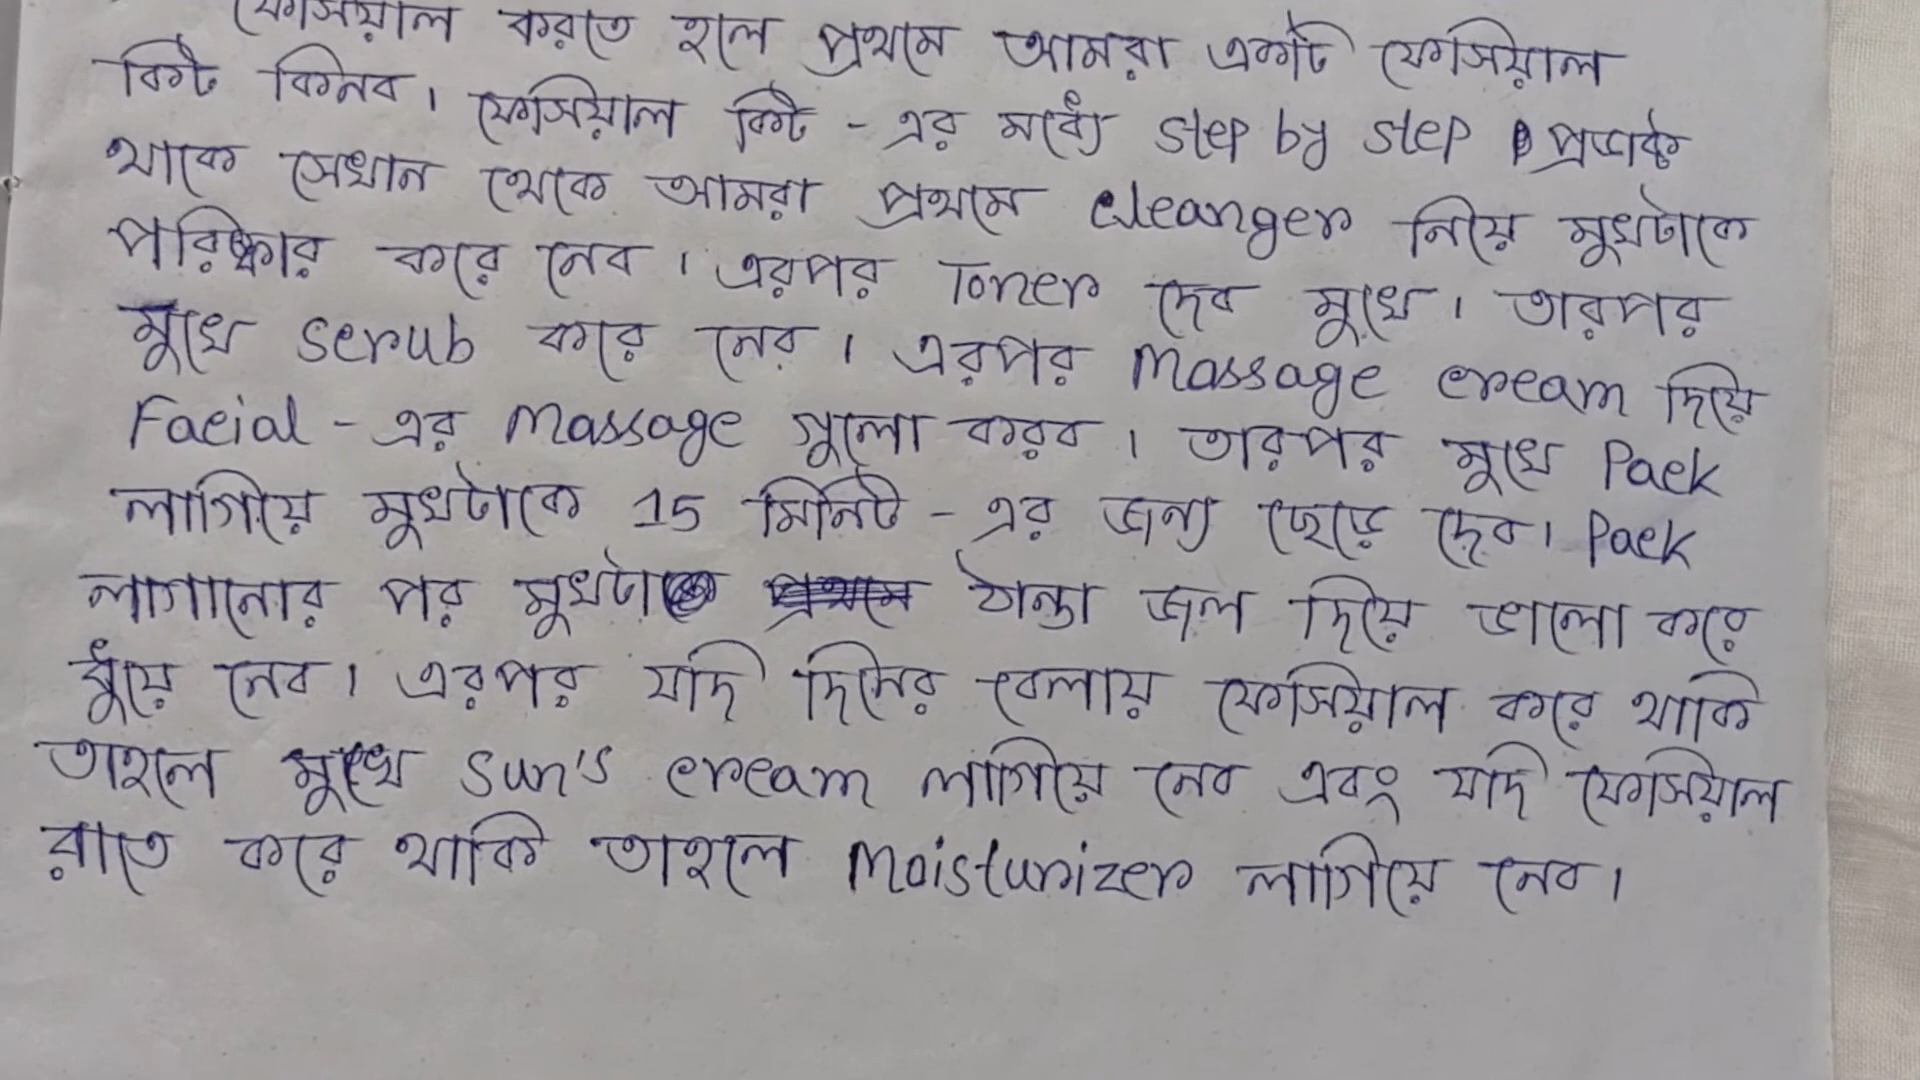 ফেসিয়াল করতে হলে প্রথমে আমরা একটি ফেসিয়াল
কিট কিনব। ফেসিয়াল কিট - এর মধ্যে step by step প্রডাক্ট
থাকে সেখান থেকে আমরা প্রথমে cleanger নিয়ে মুখটাকে
পরিষ্কার করে নেব। এরপর Toner দেব মুখে। তারপর
মুখে scrub করে নেব। এরপর Massage cream দিয়ে
Facial - এর Massage গুলো করব। তারপর মুখে Pack
লাগিয়ে মুখটাকে 15 মিনিট - এর জন্য ছেড়ে দেব। Pack
লাগানোর পর মুখটা ঠান্ডা জল দিয়ে ভালো করে
ধুঁয়ে নেব। এরপর যদি দিনের বেলায় ফেসিয়াল করে থাকি
তাহলে মুখে sun's cream লাগিয়ে নেব এবং যদি ফেসিয়াল
রাতে করে থাকি তাহলে Moisturizer লাগিয়ে নেব।